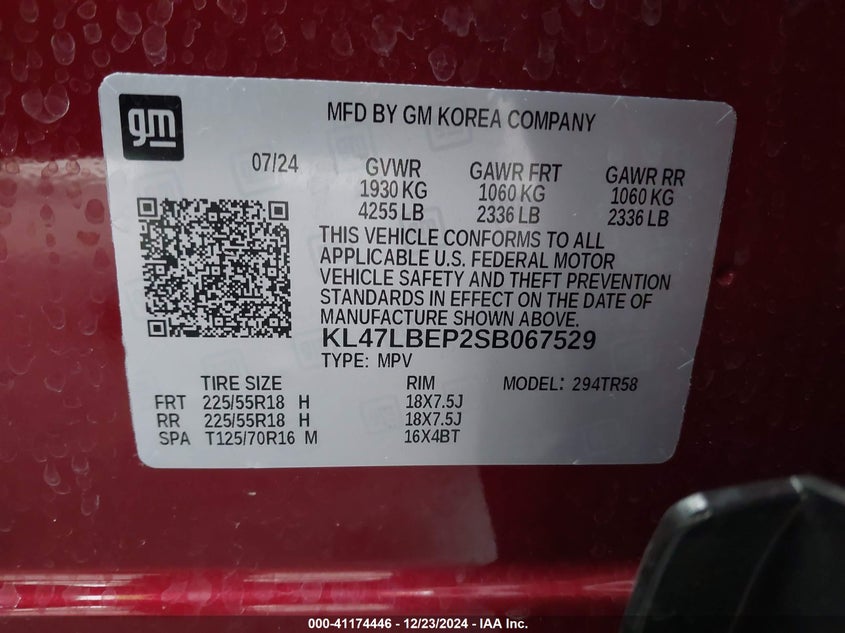 gm
MFD BY GM KOREA COMPANY
07/24 GVWR GAWR FRT GAWR RR
1930 KG 1060 KG 1060 KG
4255 LB 2336 LB 2336 LB
THIS VEHICLE CONFORMS TO ALL
APPLICABLE U.S. FEDERAL MOTOR
VEHICLE SAFETY AND THEFT PREVENTION
STANDARDS IN EFFECT ON THE DATE OF
MANUFACTURE SHOWN ABOVE.
KL47LBEP2SB067529
TYPE: MPV
TIRE SIZE RIM MODEL: 294TR58
FRT 225/55R18 H 18X7.5J
RR 225/55R18 H 18X7.5J
SPA T125/70R16 M 16X4BT
000-41174446 - 12/23/2024 - IAA Inc.